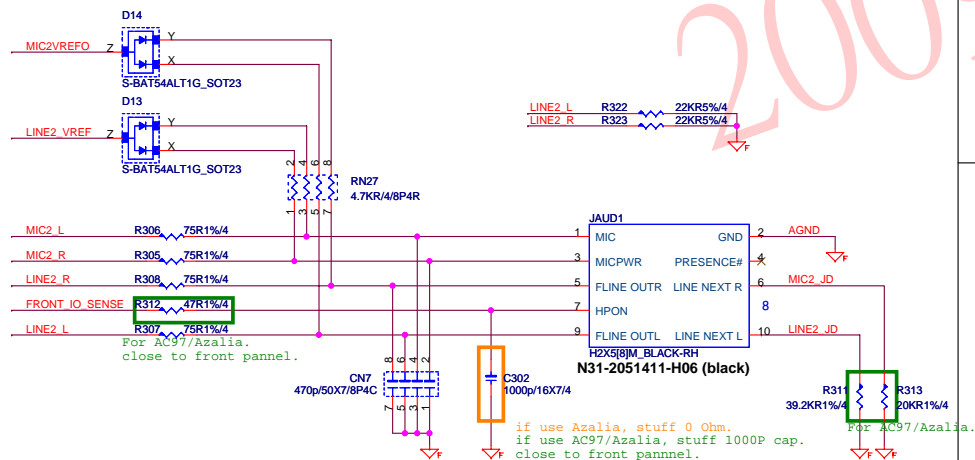 D14
MIC2VREFO Z Y
X
S-BAT54ALT1G_SOT23
D13
LINE2_VREF Z Y
X
S-BAT54ALT1G_SOT23
LINE2_L R322 22KR5%/4
LINE2_R R323 22KR5%/4
F
200
2 4 6 8
RN27
4.7KR/4/8P4R
1 3 5 7
JAUD1
MIC2_L R306 75R1%/4 1 MIC GND 2 AGND
MIC2_R R305 75R1%/4 3 MICPWR PRESENCE# 4 F
LINE2_R R308 75R1%/4 5 FLINE OUTR LINE NEXT R 6 MIC2_JD
FRONT_IO_SENSE R312 47R1%/4 7 HPON 8
LINE2_L R307 75R1%/4 9 FLINE OUTL LINE NEXT L 10 LINE2_JD
For AC97/Azalia.
close to front pannel.
H2X5[8]M_BLACK-RH
N31-2051411-H06 (black)
8 6 4 2
CN7
470p/50X7/8P4C
7 5 3 1
C302
1000p/16X7/4
R311 R313
39.2KR1%/4 20KR1%/4
For AC97/Azalia.
if use Azalia, stuff 0 Ohm.
if use AC97/Azalia, stuff 1000P cap.
close to front pannnel.
F F F F